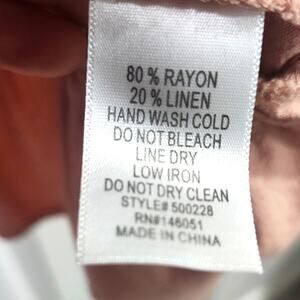 80 % RAYON
20 % LINEN
HAND WASH COLD
DO NOT BLEACH
LINE DRY
LOW IRON
DO NOT DRY CLEAN
STYLE# 500228
RN#146051
MADE IN CHINA